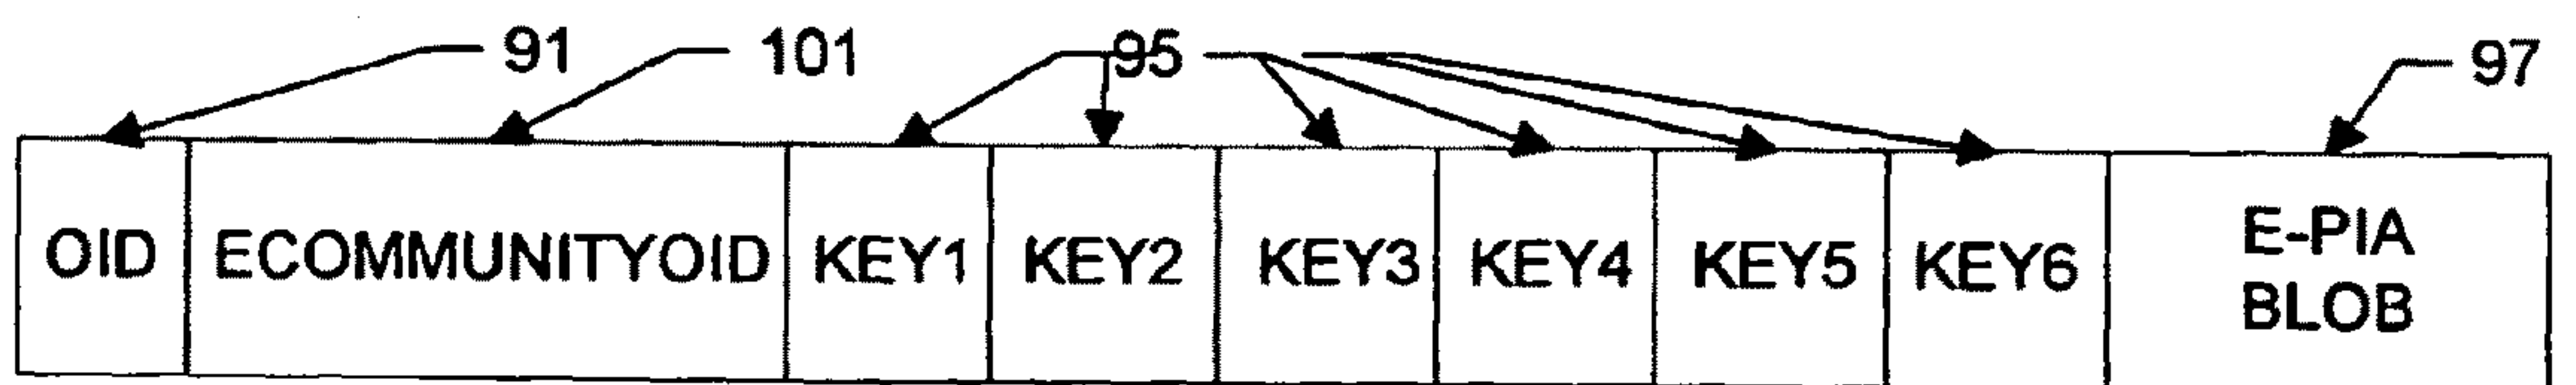 91 101 95 97
OID ECOMMUNITYOID KEY1 KEY2 KEY3 KEY4 KEY5 KEY6 E-PIA
BLOB